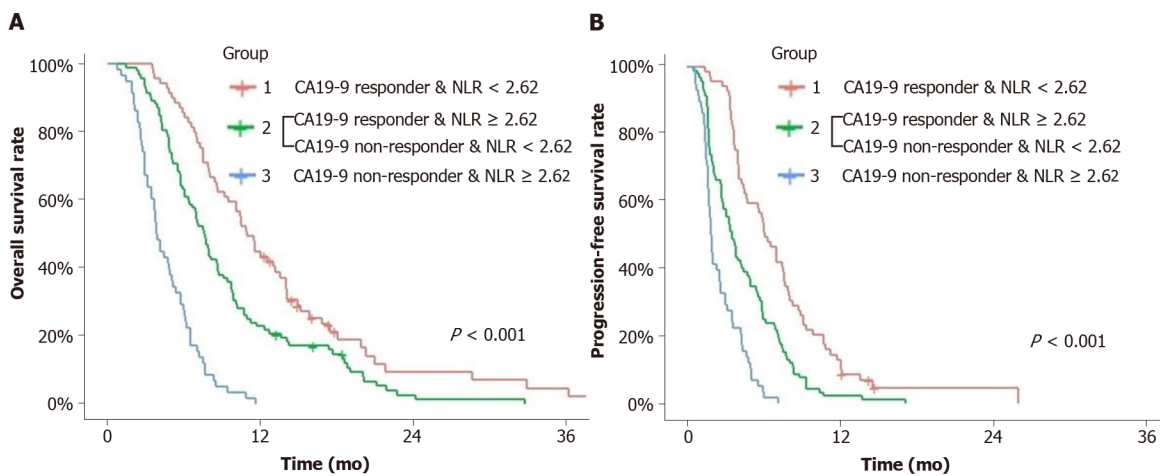 A
Group
1 CA19-9 responder & NLR < 2.62
2 CA19-9 responder & NLR ≥ 2.62
CA19-9 non-responder & NLR < 2.62
3 CA19-9 non-responder & NLR ≥ 2.62
Overall survival rate
100%
80%
60%
40%
20%
0%
P < 0.001
0 12 24 36
Time (mo)
B
Group
1 CA19-9 responder & NLR < 2.62
2 CA19-9 responder & NLR ≥ 2.62
CA19-9 non-responder & NLR < 2.62
3 CA19-9 non-responder & NLR ≥ 2.62
Progression-free survival rate
100%
80%
60%
40%
20%
0%
P < 0.001
0 12 24 36
Time (mo)